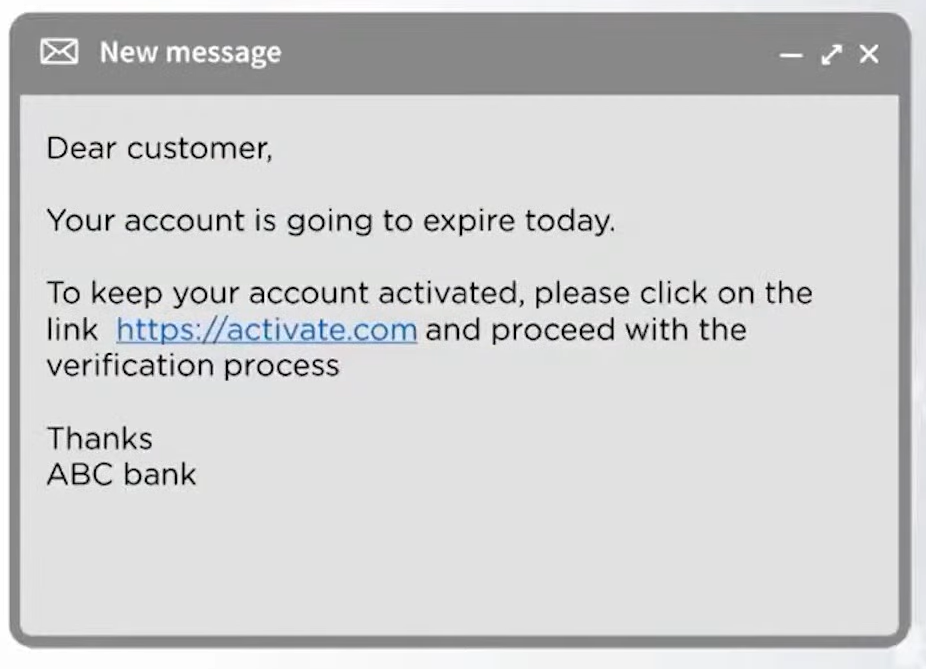 New message
Dear customer,
Your account is going to expire today.
To keep your account activated, please click on the
link https://activate.com and proceed with the
verification process
Thanks
ABC bank